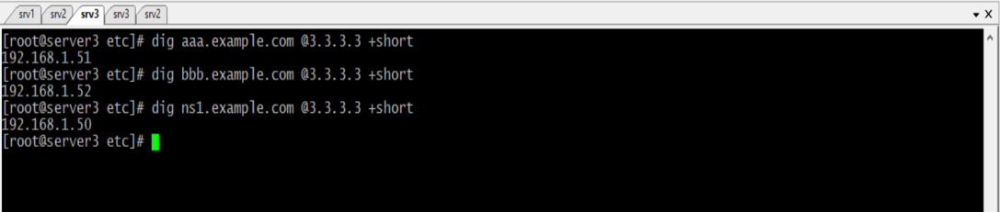 srv1 srv2 srv3 srv3 srv2
[root@server3 etc]# dig aaa.example.com @3.3.3.3 +short
192.168.1.51
[root@server3 etc]# dig bbb.example.com @3.3.3.3 +short
192.168.1.52
[root@server3 etc]# dig ns1.example.com @3.3.3.3 +short
192.168.1.50
[root@server3 etc]#